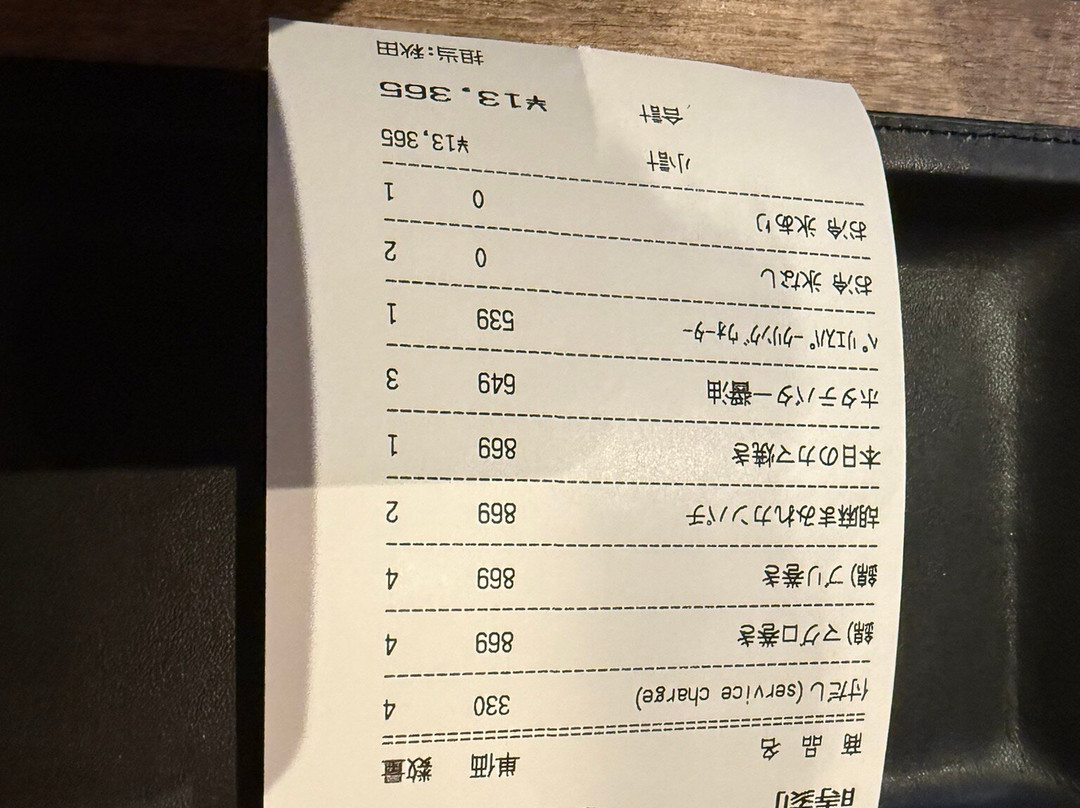 時刻
商 品 名 単価 数量
付だし(service charge) 330 4
錦)マグロ巻き 869 4
錦)ブリ巻き 869 4
胡麻まみれカンパチ 869 2
本日のカマ焼き 869 1
ホタテバター醤油 649 3
ペリエスパークリングウォーター 539 1
お冷 氷なし 0 2
お冷 氷あり 0 1
小計 ¥13,365
合計 ¥13,365
担当:秋田